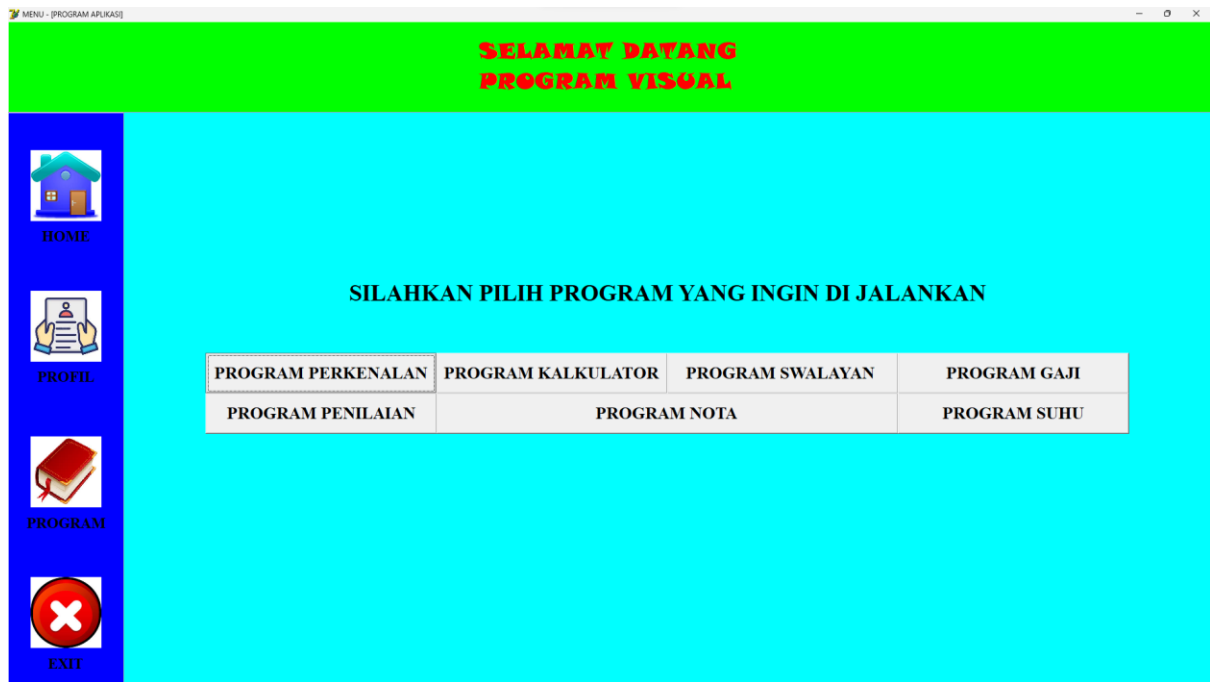 MENU - [PROGRAM APLIKASI]
SELAMAT DATANG
PROGRAM VISUAL
HOME
PROFIL
PROGRAM
EXIT
SILAHKAN PILIH PROGRAM YANG INGIN DI JALANKAN
PROGRAM PERKENALAN PROGRAM KALKULATOR PROGRAM SWALAYAN PROGRAM GAJI
PROGRAM PENILAIAN PROGRAM NOTA PROGRAM SUHU